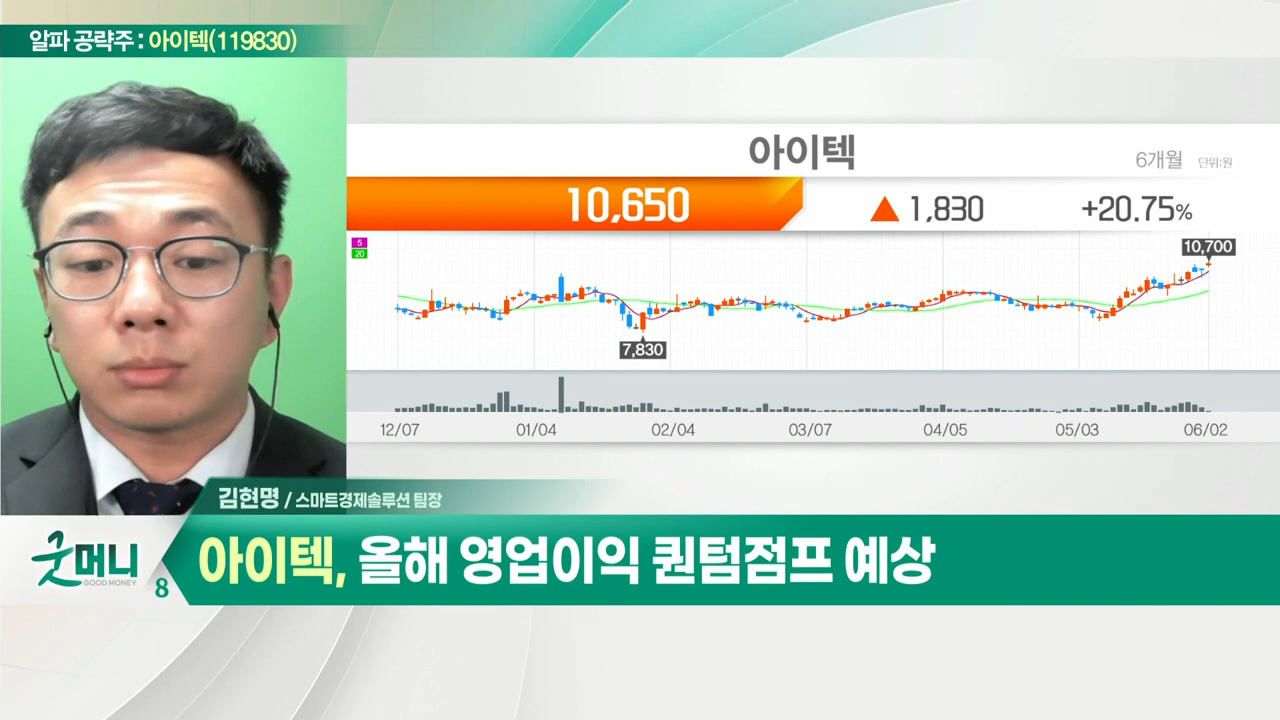 알파 공략주 : 아이텍(119830)
아이텍
6개월 단위:원
10,650 ▲ 1,830 +20.75%
5
20
10,700
7,830
12/07 01/04 02/04 03/07 04/05 05/03 06/02
김현명 / 스마트경제솔루션 팀장
굿머니
GOOD MONEY
8
아이텍, 올해 영업이익 퀀텀점프 예상